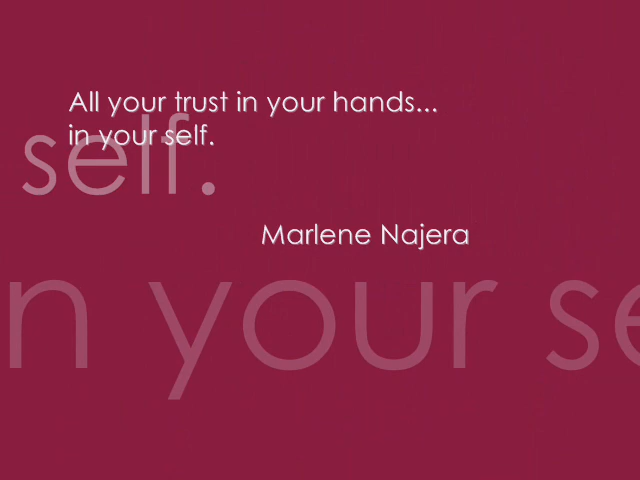 All your trust in your hands...
in your self.
self.
Marlene Najera
n your se